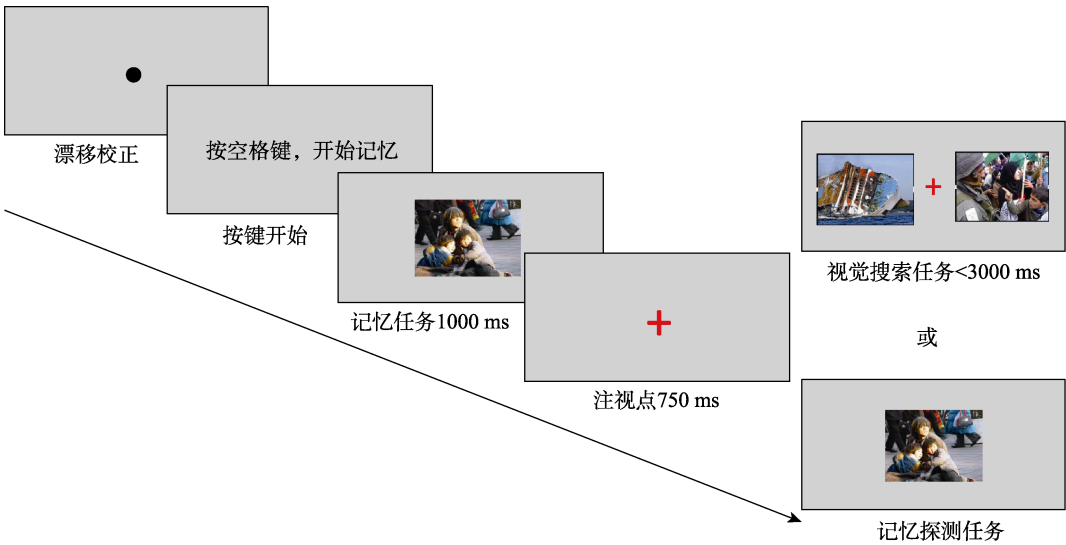 漂移校正
按空格键，开始记忆
按键开始
记忆任务1000 ms
注视点750 ms
视觉搜索任务<3000 ms
或
记忆探测任务